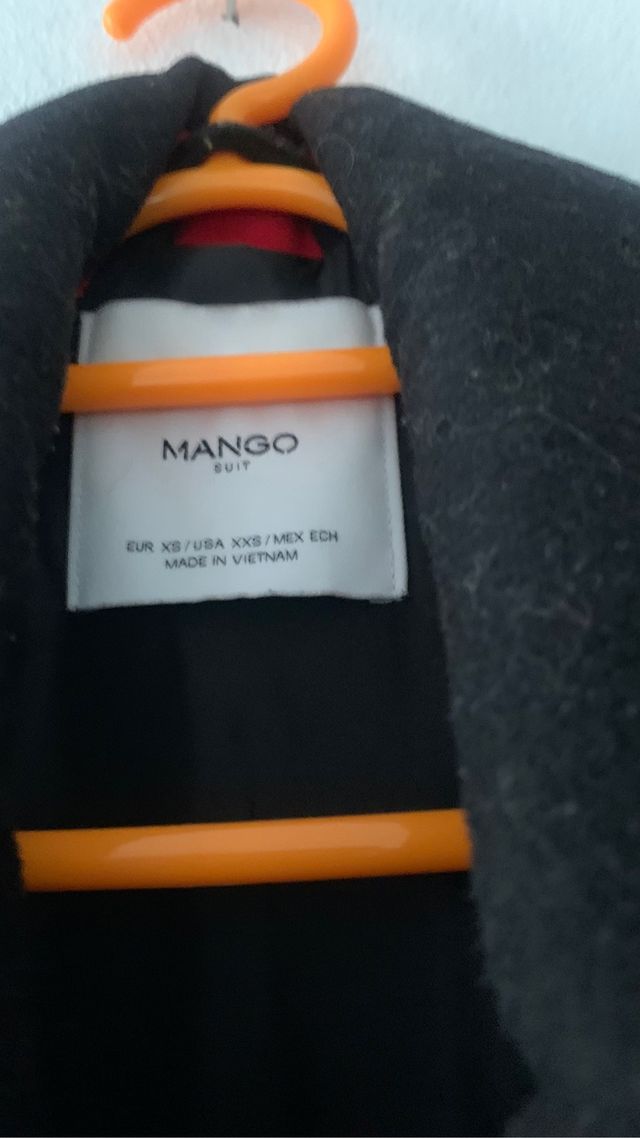 MANGO
SUIT
EUR XS / USA XXS / MEX ECH
MADE IN VIETNAM